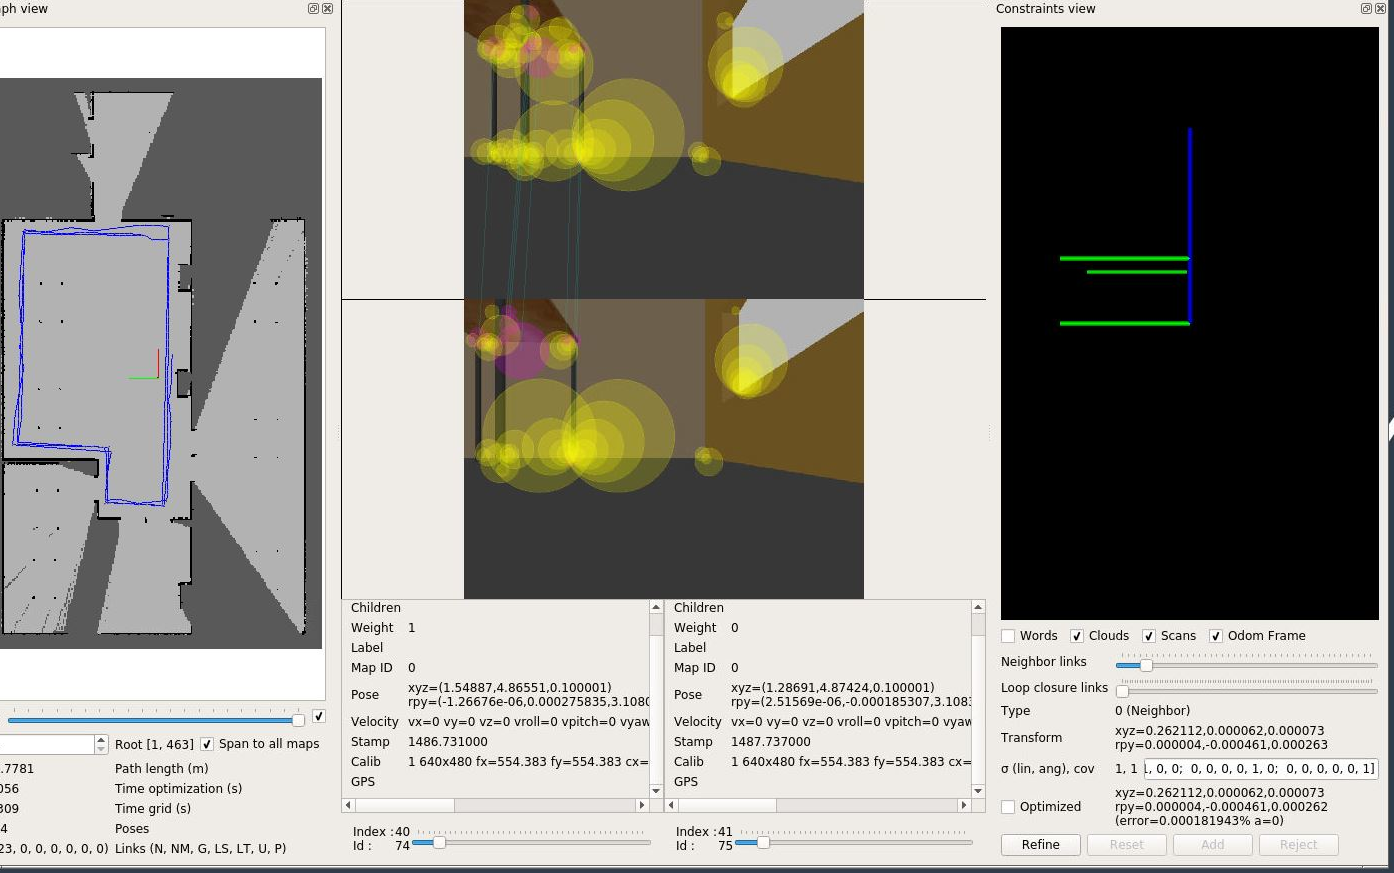 ph view
Constraints view
Children
Weight 1
Label
Map ID 0
Pose xyz=(1.54887,4.86551,0.100001)
rpy=(-1.26676e-06,0.000275835,3.1080
Velocity vx=0 vy=0 vz=0 vroll=0 vpitch=0 vyaw
Stamp 1486.731000
Calib 1 640x480 fx=554.383 fy=554.383 cx=
GPS
Index : 40
Id : 74
Children
Weight 0
Label
Map ID 0
Pose xyz=(1.28691,4.87424,0.100001)
rpy=(2.51569e-06,-0.000185307,3.1083
Velocity vx=0 vy=0 vz=0 vroll=0 vpitch=0 vyaw
Stamp 1487.737000
Calib 1 640x480 fx=554.383 fy=554.383 cx=
GPS
Index : 41
Id : 75
Root [1, 463] Span to all maps
.7781 Path length (m)
056 Time optimization (s)
309 Time grid (s)
4 Poses
23, 0, 0, 0, 0, 0, 0) Links (N, NM, G, LS, LT, U, P)
Words Clouds Scans Odom Frame
Neighbor links
Loop closure links
Type 0 (Neighbor)
Transform xyz=0.262112,0.000062,0.000073
rpy=0.000004,-0.000461,0.000263
σ (lin, ang), cov 1, 1 1, 0, 0; 0, 0, 0, 0, 1, 0; 0, 0, 0, 0, 0, 1]
Optimized xyz=0.262112,0.000062,0.000073
rpy=0.000004,-0.000461,0.000262
(error=0.000181943% a=0)
Refine Reset Add Reject